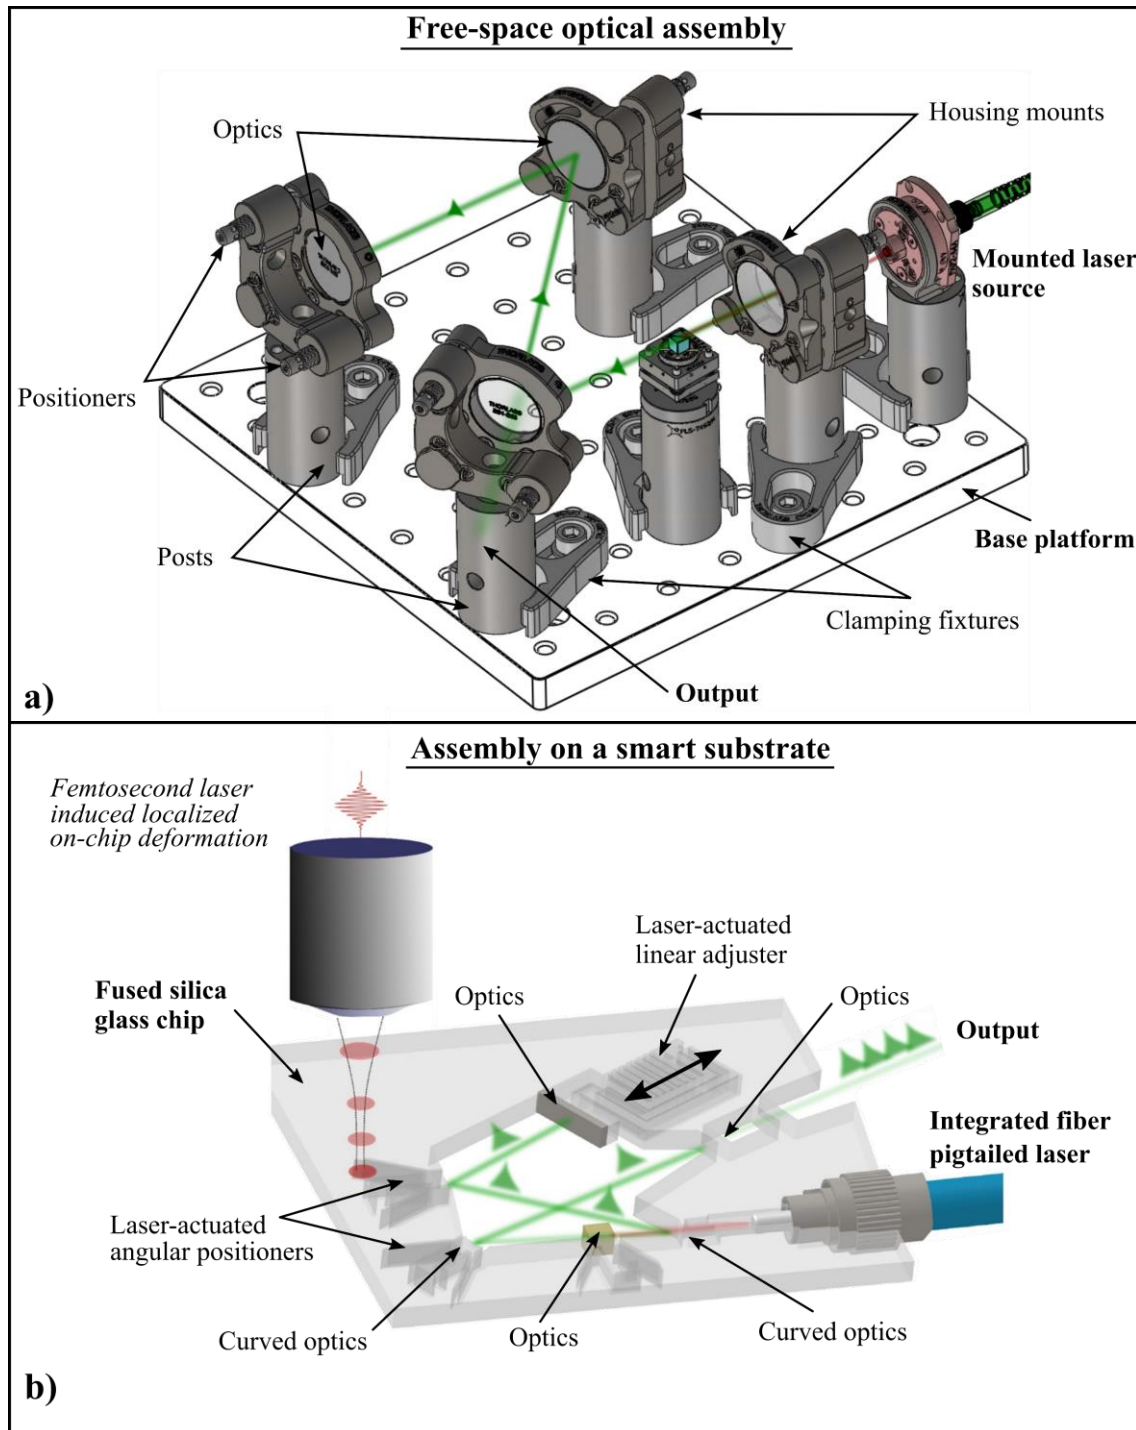 Free-space optical assembly
Optics
Housing mounts
Mounted laser
source
Positioners
Posts
Base platform
Clamping fixtures
Output
a)
Assembly on a smart substrate
Femtosecond laser
induced localized
on-chip deformation
Laser-actuated
linear adjuster
Fused silica
glass chip
Optics
Optics
Output
Integrated fiber
pigtailed laser
Laser-actuated
angular positioners
Curved optics
Optics
Curved optics
b)